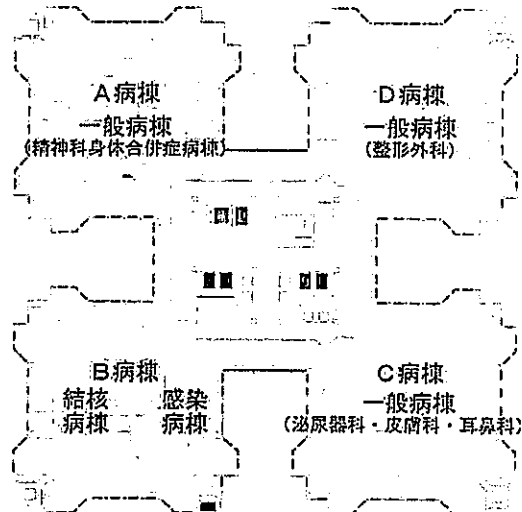 A病棟
一般病棟
(精神科身体合併症病棟)
D病棟
一般病棟
(整形外科)
B病棟
結核 感染
病棟 病棟
C病棟
一般病棟
(泌尿器科・皮膚科・耳鼻科)